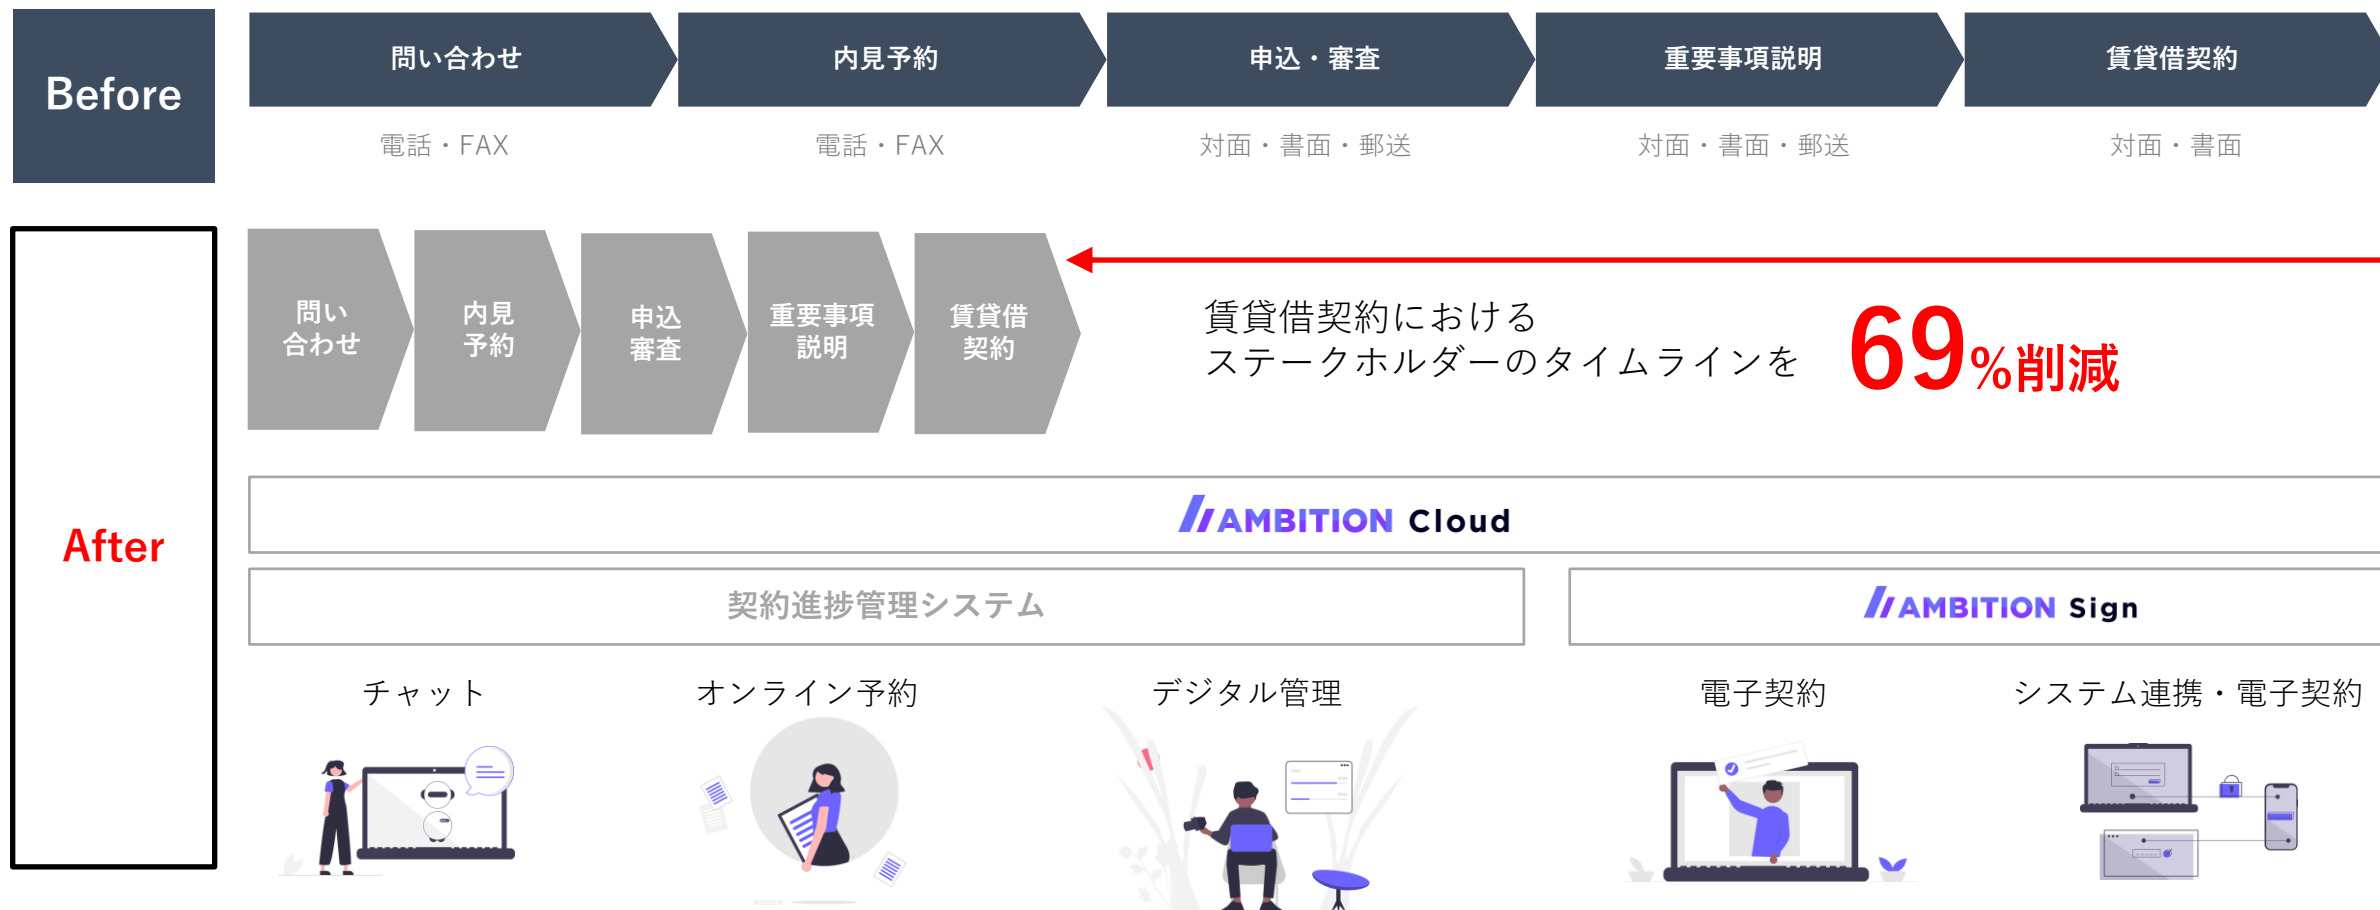 Before
問い合わせ
内見予約
申込・審査
重要事項説明
賃貸借契約
電話・FAX
電話・FAX
対面・書面・郵送
対面・書面・郵送
対面・書面
After
問い
合わせ
内見
予約
申込
審査
重要事項
説明
賃貸借
契約
賃貸借契約における
ステークホルダーのタイムラインを
69%削減
AMBITION Cloud
契約進捗管理システム
AMBITION Sign
チャット
オンライン予約
デジタル管理
電子契約
システム連携・電子契約